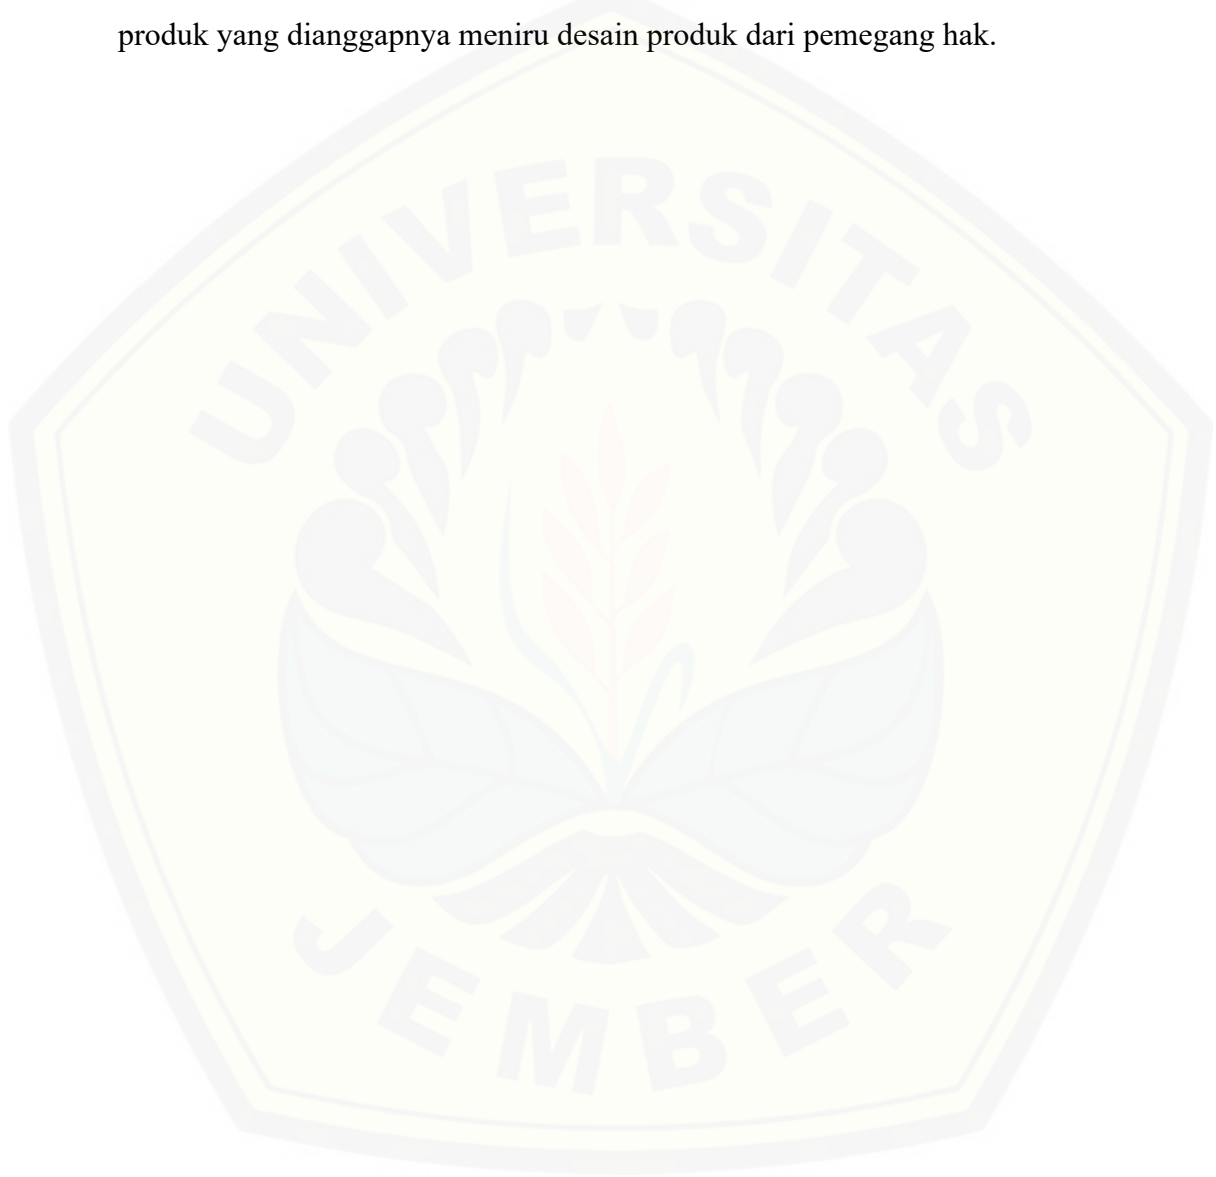 produk yang dianggapnya meniru desain produk dari pemegang hak.
UNIVERSITAS
JEMBER